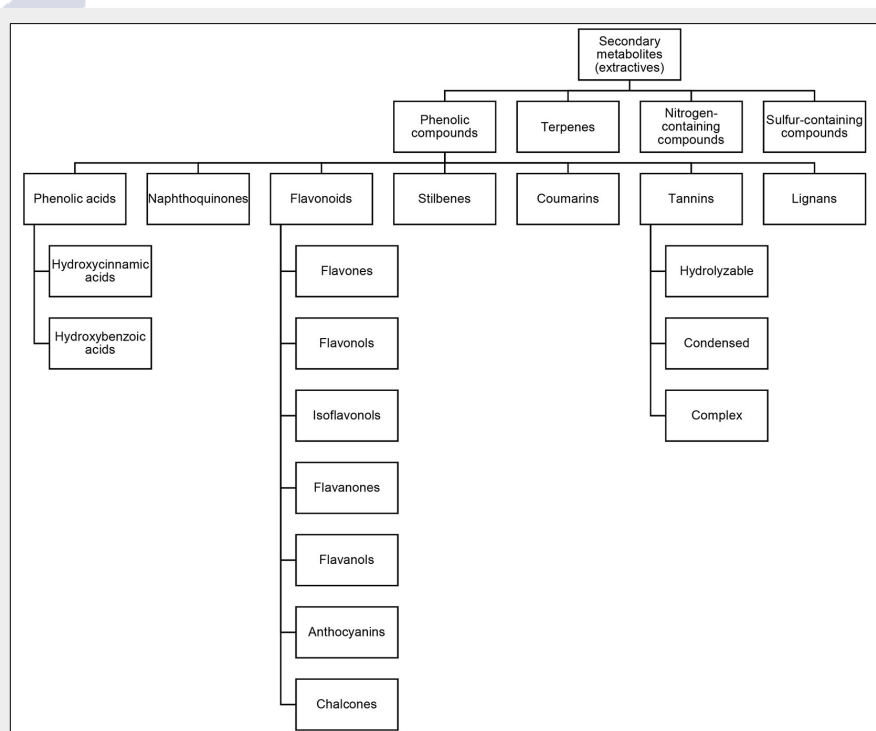 Secondary
metabolites
(extractives)
Phenolic
compounds
Terpenes
Nitrogen-
containing
compounds
Sulfur-containing
compounds
Phenolic acids
Naphthoquinones
Flavonoids
Stilbenes
Coumarins
Tannins
Lignans
Hydroxycinnamic
acids
Flavones
Hydrolyzable
Hydroxybenzoic
acids
Flavonols
Condensed
Isoflavonols
Complex
Flavanones
Flavanols
Anthocyanins
Chalcones